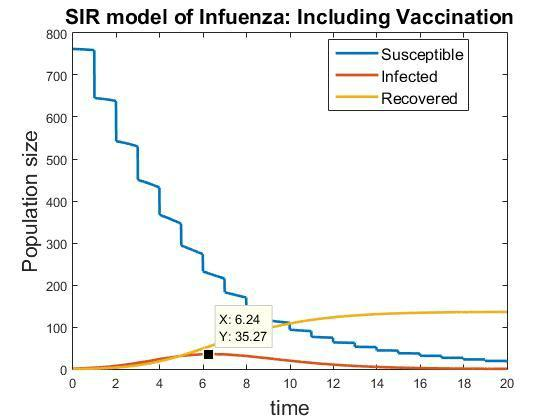 SIR model of Infuenza: Including Vaccination
800
700
600
500
400
300
200
100
0
Population size
Susceptible
Infected
Recovered
X: 6.24
Y: 35.27
0 2 4 6 8 10 12 14 16 18 20
time